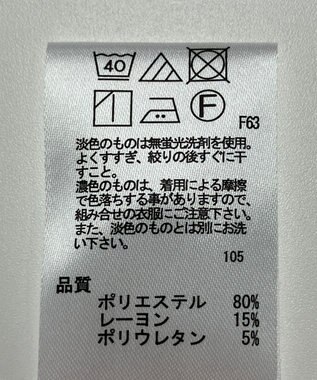 40
F
F63
淡色のものは無蛍光洗剤を使用。
よくすすぎ、絞りの後すぐに干
すこと。
濃色のものは、着用による摩擦
で色落ちする事がありますので、
組み合せの衣服にご注意下さい。
また、淡色のものとは別にお洗
い下さい。
105
品質
ポリエステル 80%
レーヨン 15%
ポリウレタン 5%